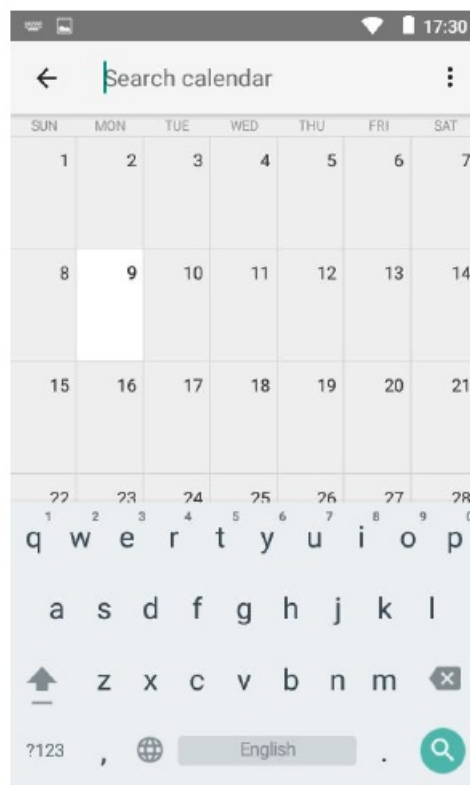 17:30
Search calendar
SUN MON TUE WED THU FRI SAT
1 2 3 4 5 6 7
8 9 10 11 12 13 14
15 16 17 18 19 20 21
22 23 24 25 26 27 28
1 2 3 4 5 6 7 8 9 0
q w e r t y u i o p
a s d f g h j k l
z x c v b n m
?123 , English .